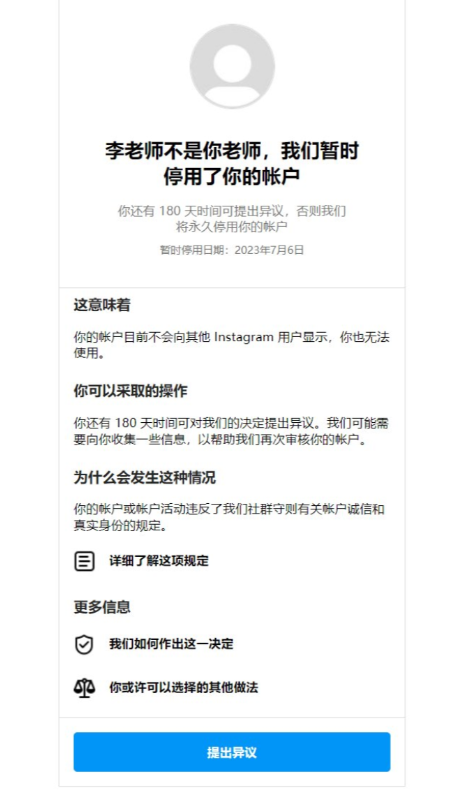 李老师不是你老师，我们暂时
停用了你的帐户
你还有 180 天时间可提出异议，否则我们
将永久停用你的帐户
暂时停用日期：2023年7月6日
这意味着
你的帐户目前不会向其他 Instagram 用户显示，你也无法
使用。
你可以采取的操作
你还有 180 天时间可对我们的决定提出异议。我们可能需
要向你收集一些信息，以帮助我们再次审核你的帐户。
为什么会发生这种情况
你的帐户或帐户活动违反了我们社群守则有关帐户诚信和
真实身份的规定。
详细了解这项规定
更多信息
我们如何作出这一决定
你或许可以选择的其他做法
提出异议